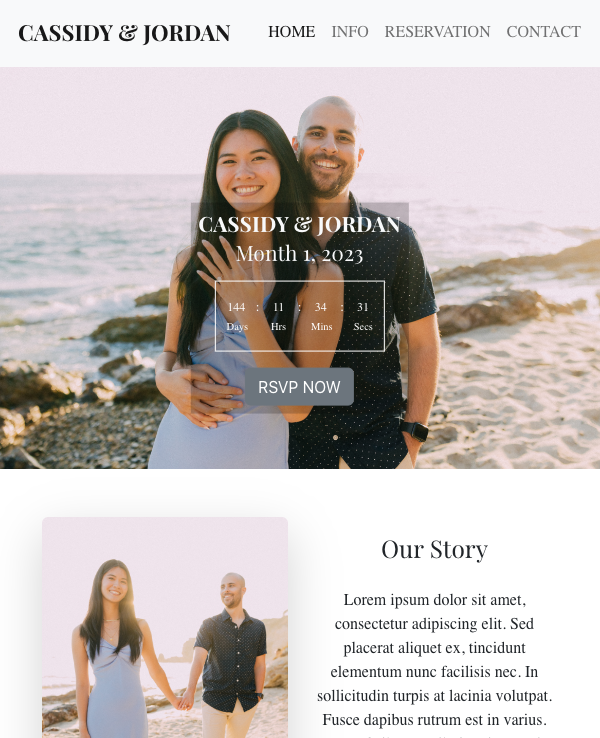 CASSIDY & JORDAN
HOME INFO RESERVATION CONTACT
CASSIDY & JORDAN
Month 1, 2023
144 : 11 : 34 : 31
Days Hrs Mins Secs
RSVP NOW
Our Story
Lorem ipsum dolor sit amet,
consectetur adipiscing elit. Sed
placerat aliquet ex, tincidunt
elementum nunc facilisis nec. In
sollicitudin turpis at lacinia volutpat.
Fusce dapibus rutrum est in varius.